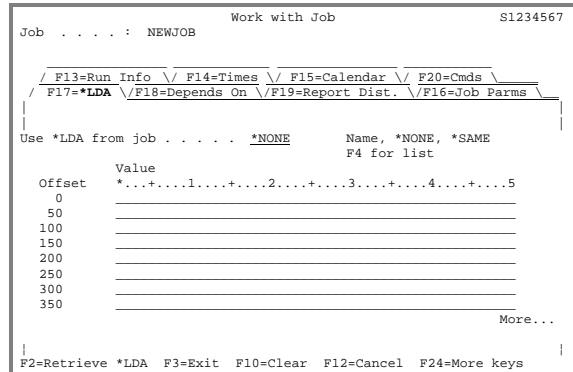 Work with Job S1234567
Job . . . . : NEWJOB
/ F13=Run Info \/ F14=Times \/ F15=Calendar \/ F20=Cmds \_____
/ F17=*LDA \/F18=Depends On \/F19=Report Dist. \/F16=Job Parms \__
| |
| |
Use *LDA from job . . . . . *NONE Name, *NONE, *SAME
F4 for list
Value
Offset *...+....1....+....2....+....3....+....4....+....5
0
50
100
150
200
250
300
350
More...
| |
F2=Retrieve *LDA F3=Exit F10=Clear F12=Cancel F24=More keys